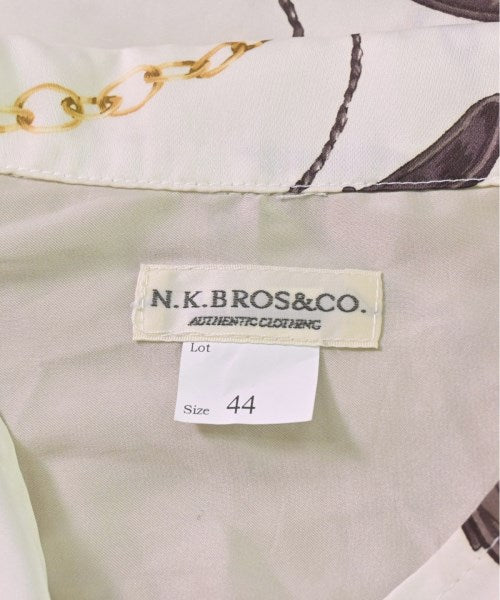 N.K.BROS&CO.
AUTHENTIC CLOTHING
Lot
Size 44